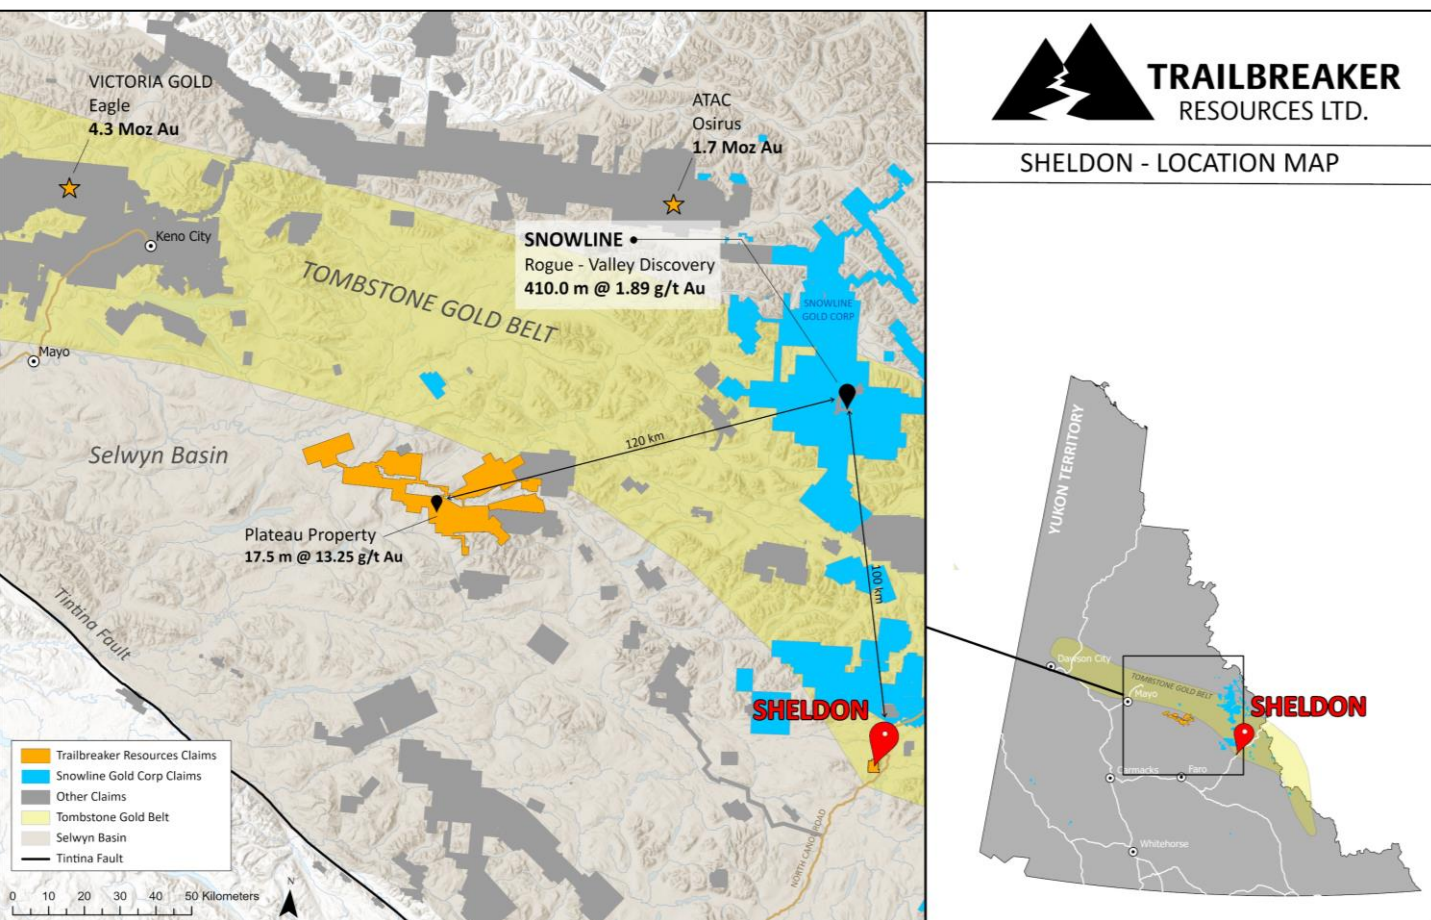 VICTORIA GOLD
Eagle
4.3 Moz Au
ATAC
Osirus
1.7 Moz Au
Keno City
SNOWLINE
Rogue - Valley Discovery
410.0 m @ 1.89 g/t Au
TOMBSTONE GOLD BELT
SNOWLINE
GOLD CORP
Mayo
Selwyn Basin
120 km
Plateau Property
17.5 m @ 13.25 g/t Au
100 km
Tintina Fault
SHELDON
NORTH CANOL ROAD
Trailbreaker Resources Claims
Snowline Gold Corp Claims
Other Claims
Tombstone Gold Belt
Selwyn Basin
Tintina Fault
0 10 20 30 40 50 Kilometers
N
TRAILBREAKER
RESOURCES LTD.
SHELDON - LOCATION MAP
YUKON TERRITORY
Dawson City
TOMBSTONE GOLD BELT
Mayo
SHELDON
Carmacks
Faro
Whitehorse